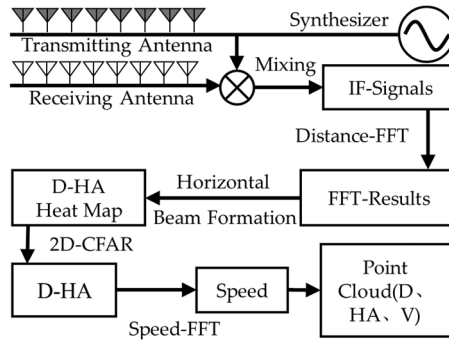 Synthesizer
Transmitting Antenna
Mixing
Receiving Antenna
IF-Signals
Distance-FFT
D-HA
Heat Map
Horizontal
Beam Formation
FFT-Results
2D-CFAR
D-HA
Speed
Point
Cloud(D、
HA、V)
Speed-FFT